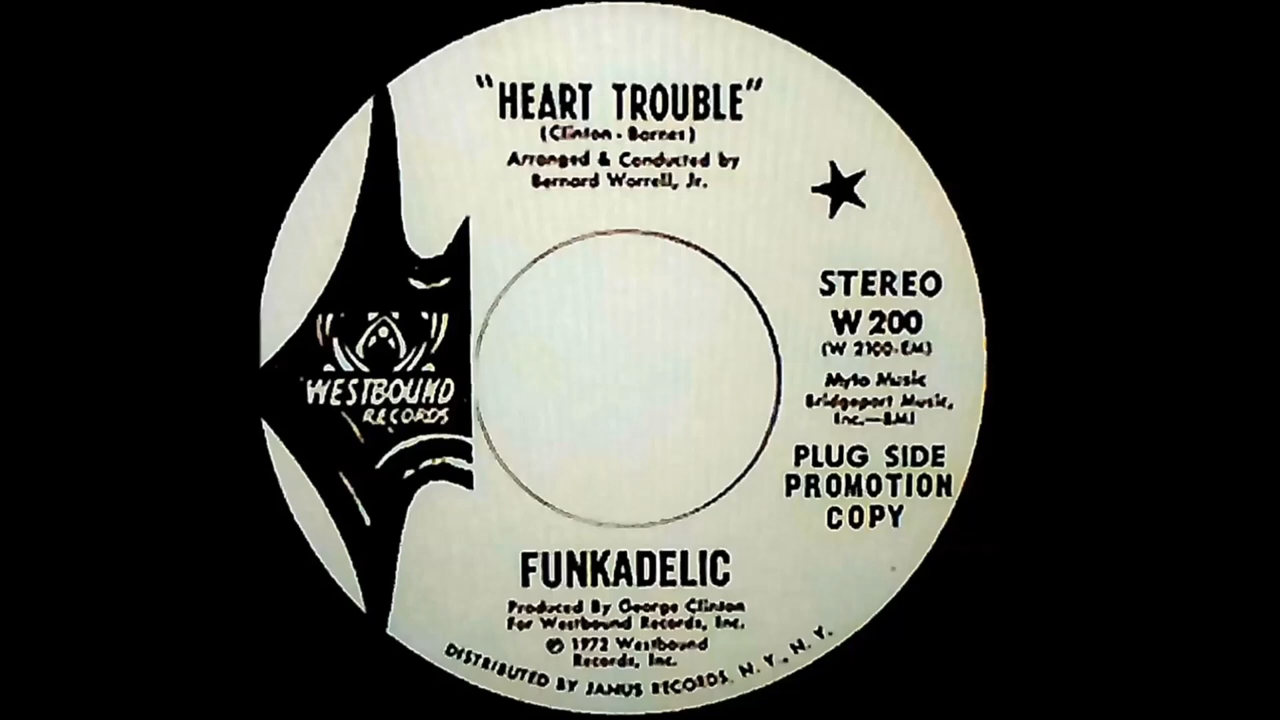 "HEART TROUBLE"
(Clinton - Barnes)
Arranged & Conducted by
Bernard Worrell, Jr.
STEREO
W 200
(W 2100-EM)
Myto Music
Bridgeport Music,
Inc.—BMI
PLUG SIDE
PROMOTION
COPY
WESTBOUND
RECORDS
FUNKADELIC
Produced By George Clinton
For Westbound Records, Inc.
℗ 1972 Westbound
Records, Inc.
DISTRIBUTED BY JANUS RECORDS, N. Y., N. Y.